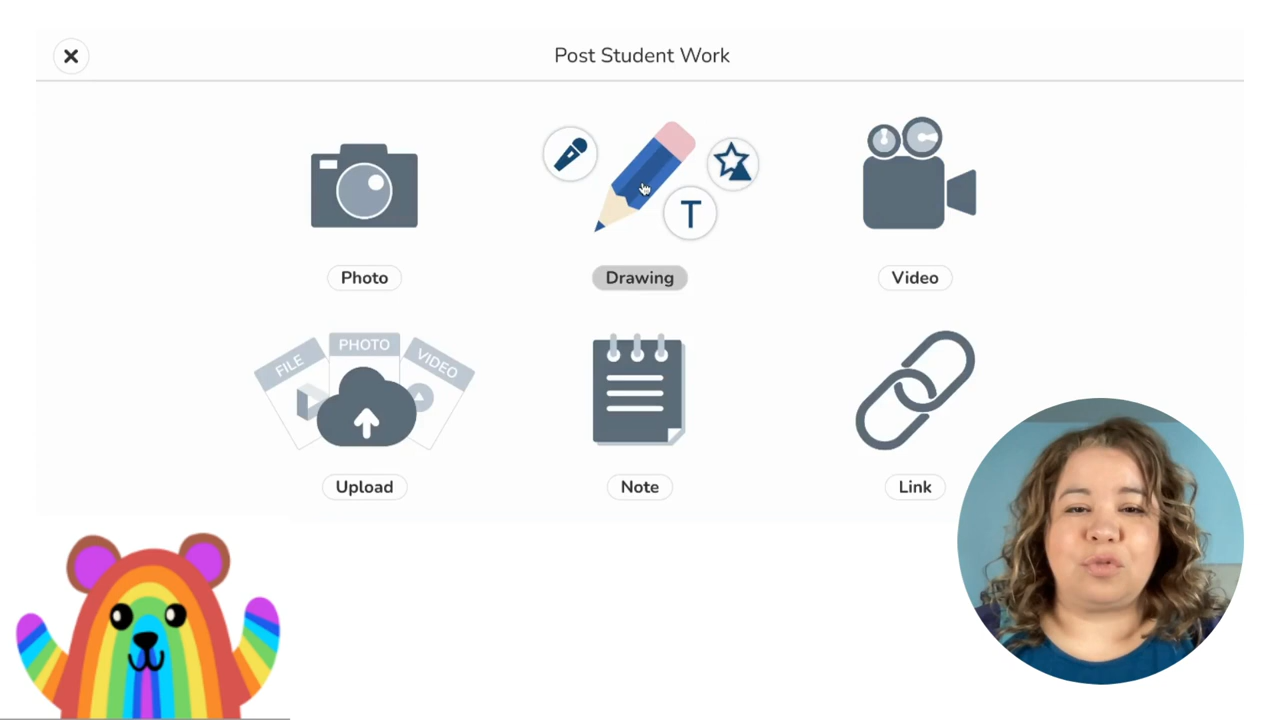 Post Student Work
T
Photo
Drawing
Video
FILE
PHOTO
VIDEO
Upload
Note
Link